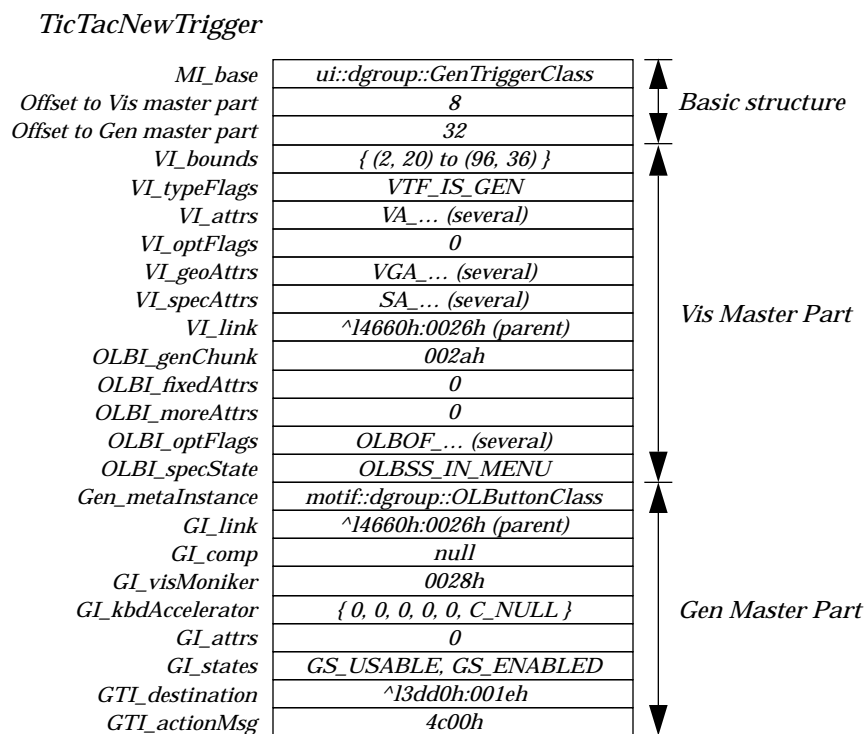 TicTacNewTrigger
MI_base ui::dgroup::GenTriggerClass
Offset to Vis master part 8 Basic structure
Offset to Gen master part 32
VI_bounds { (2, 20) to (96, 36) }
VI_typeFlags VTF_IS_GEN
VI_attrs VA_… (several)
VI_optFlags 0
VI_geoAttrs VGA_… (several)
VI_specAttrs SA_… (several)
VI_link ^l4660h:0026h (parent) Vis Master Part
OLBI_genChunk 002ah
OLBI_fixedAttrs 0
OLBI_moreAttrs 0
OLBI_optFlags OLBOF_… (several)
OLBI_specState OLBSS_IN_MENU
Gen_metaInstance motif::dgroup::OLButtonClass
GI_link ^l4660h:0026h (parent)
GI_comp null
GI_visMoniker 0028h
GI_kbdAccelerator { 0, 0, 0, 0, 0, C_NULL } Gen Master Part
GI_attrs 0
GI_states GS_USABLE, GS_ENABLED
GTI_destination ^l3dd0h:001eh
GTI_actionMsg 4c00h